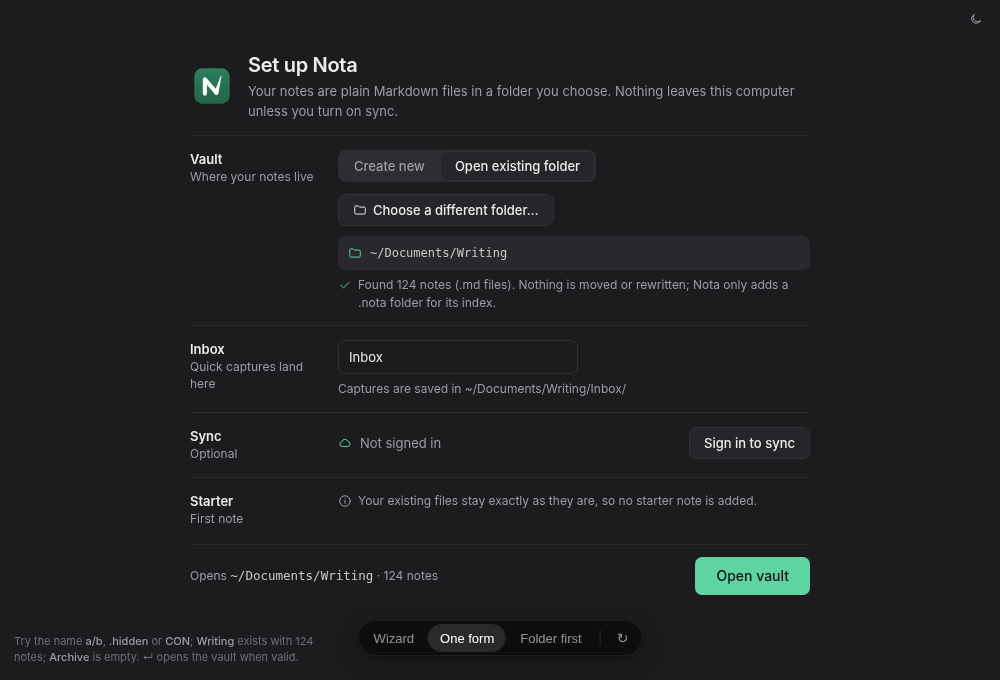 Set up Nota
Your notes are plain Markdown files in a folder you choose. Nothing leaves this computer
unless you turn on sync.
Vault
Where your notes live
Create new
Open existing folder
Choose a different folder...
~/Documents/Writing
Found 124 notes (.md files). Nothing is moved or rewritten; Nota only adds a
.nota folder for its index.
Inbox
Quick captures land
here
Inbox
Captures are saved in ~/Documents/Writing/Inbox/
Sync
Optional
Not signed in
Sign in to sync
Starter
First note
Your existing files stay exactly as they are, so no starter note is added.
Opens ~/Documents/Writing · 124 notes
Open vault
Try the name a/b, .hidden or CON; Writing exists with 124
notes; Archive is empty. ↵ opens the vault when valid.
Wizard
One form
Folder first
↻